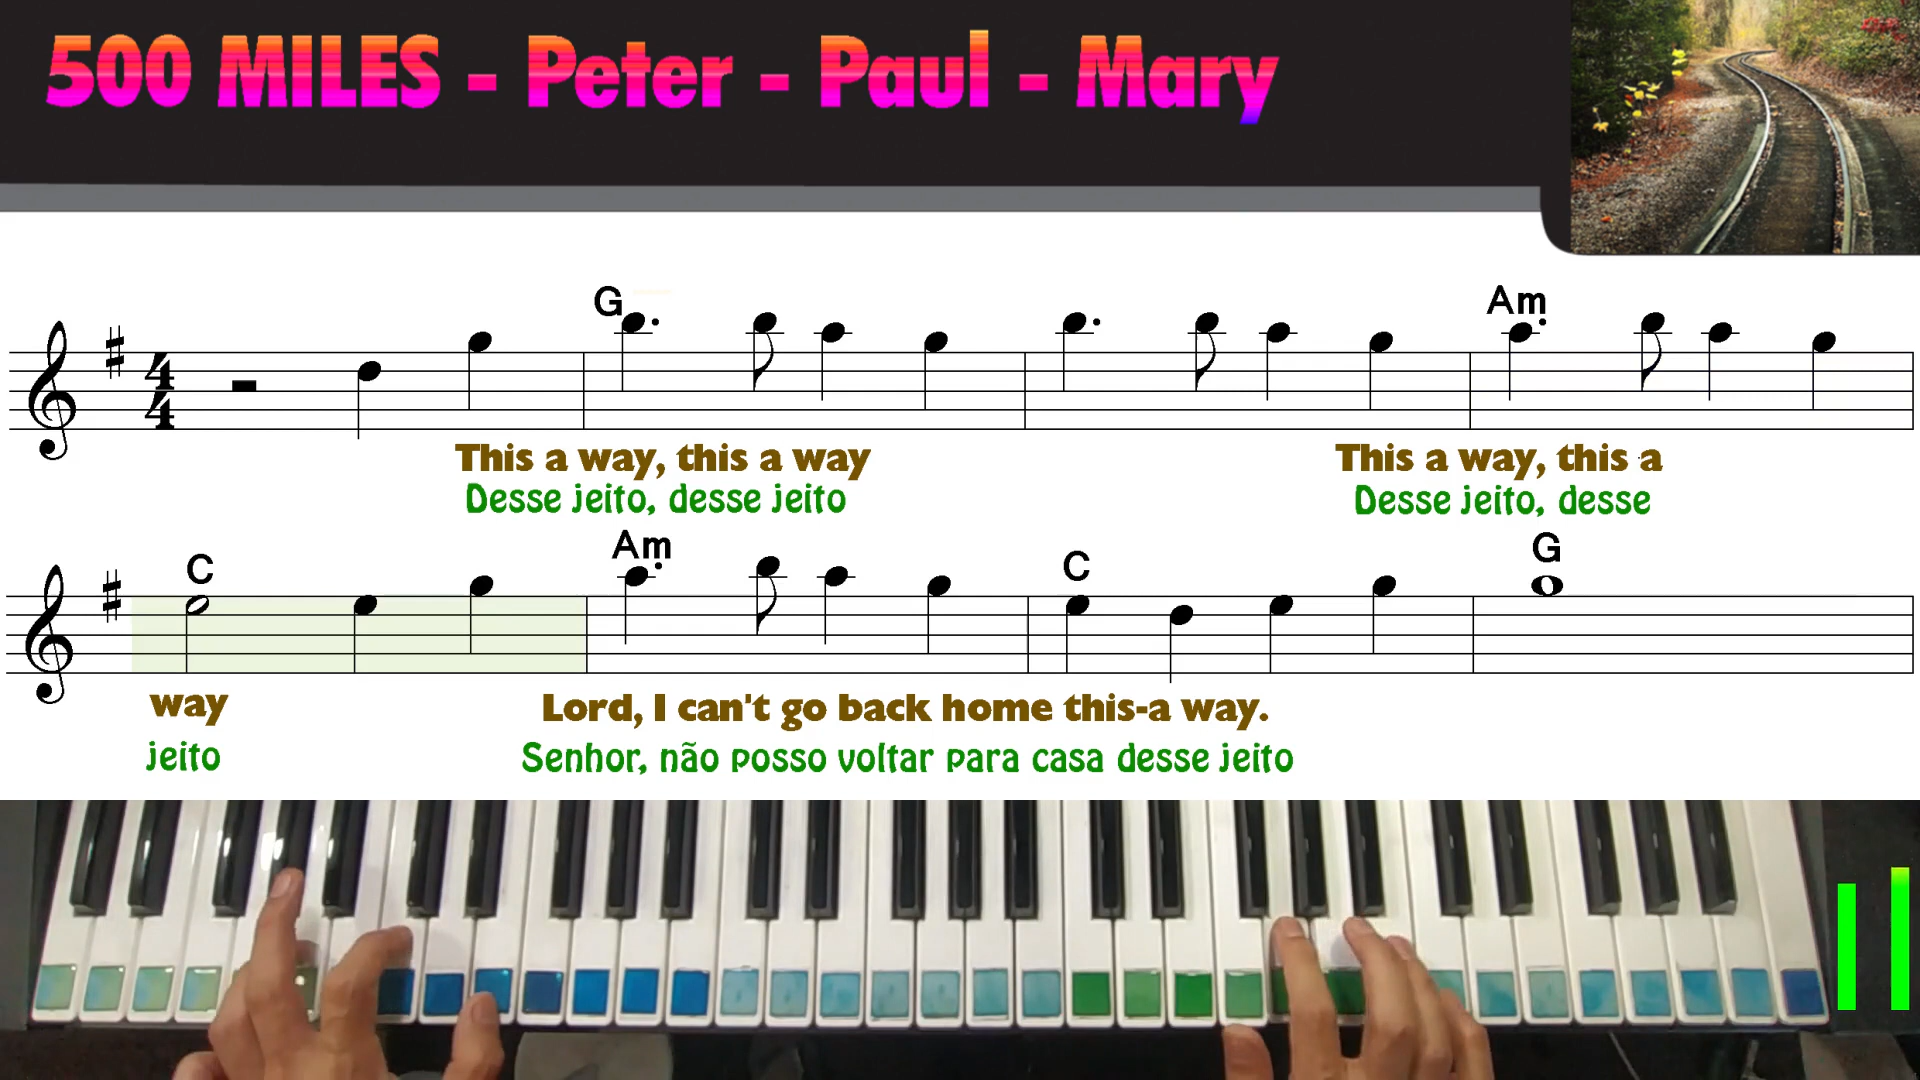 500 MILES - Peter - Paul - Mary
G Am
4
4
This a way, this a way This a way, this a
Desse jeito, desse jeito Desse jeito, desse
C Am C G
way Lord, I can't go back home this-a way.
jeito Senhor, não posso voltar para casa desse jeito